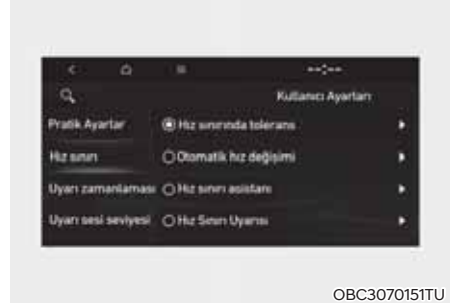 --:--
Kullanıcı Ayarları
Pratik Ayarlar
Hız sınırında tolerans
Hız sınırı
Otomatik hız değişimi
Uyarı zamanlaması
Hız sınırı asistanı
Uyarı sesi seviyesi
Hız Sınırı Uyarısı
OBC3070151TU